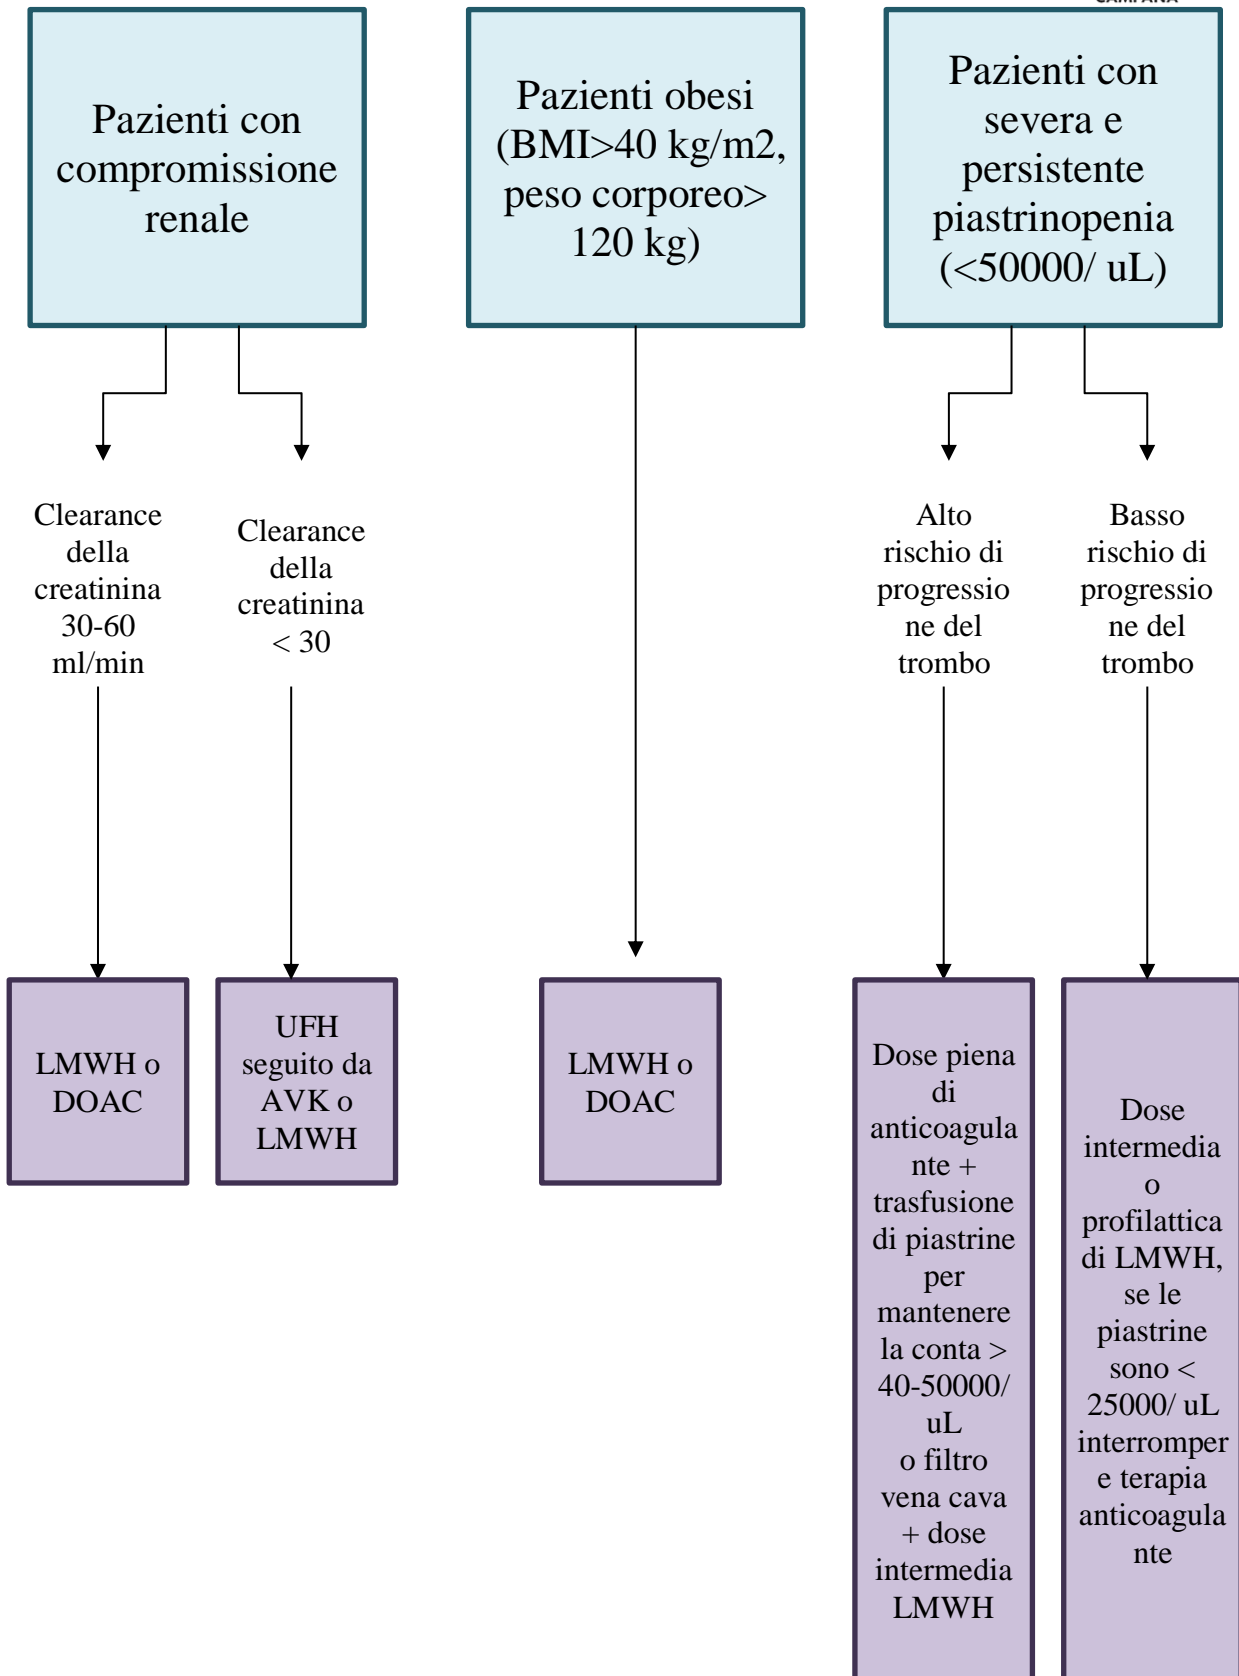 CAMPANA
Pazienti con
compromissione
renale
Pazienti obesi
(BMI>40 kg/m2,
peso corporeo>
120 kg)
Pazienti con
severa e
persistente
piastrinopenia
(<50000/ uL)
Clearance
della
creatinina
30-60
ml/min
Clearance
della
creatinina
< 30
Alto
rischio di
progressio
ne del
trombo
Basso
rischio di
progressio
ne del
trombo
LMWH o
DOAC
UFH
seguito da
AVK o
LMWH
LMWH o
DOAC
Dose piena
di
anticoagula
nte +
trasfusione
di piastrine
per
mantenere
la conta >
40-50000/
uL
o filtro
vena cava
+ dose
intermedia
LMWH
Dose
intermedia
o
profilattica
di LMWH,
se le
piastrine
sono <
25000/ uL
interromper
e terapia
anticoagula
nte